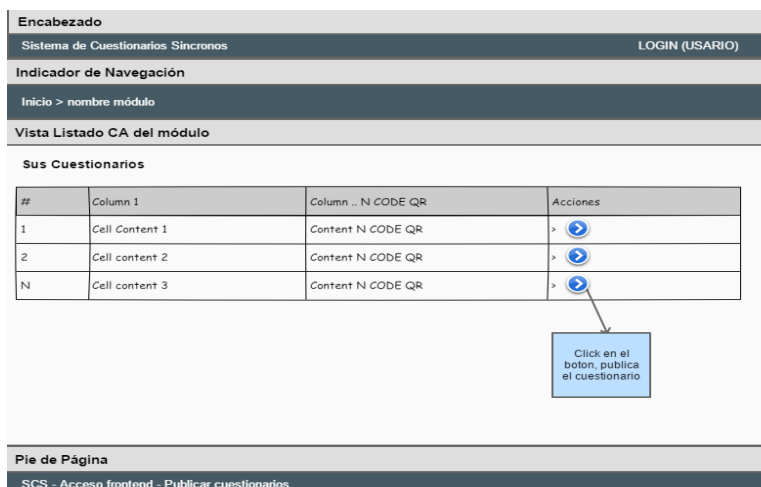 Encabezado
Sistema de Cuestionarios Sincronos LOGIN (USARIO)
Indicador de Navegación
Inicio > nombre módulo
Vista Listado CA del módulo
Sus Cuestionarios
# Column 1 Column .. N CODE QR Acciones
1 Cell Content 1 Content N CODE QR >
2 Cell content 2 Content N CODE QR >
N Cell content 3 Content N CODE QR >
Click en el
boton, publica
el cuestionario
Pie de Página
SCS - Acceso frontend - Publicar cuestionarios